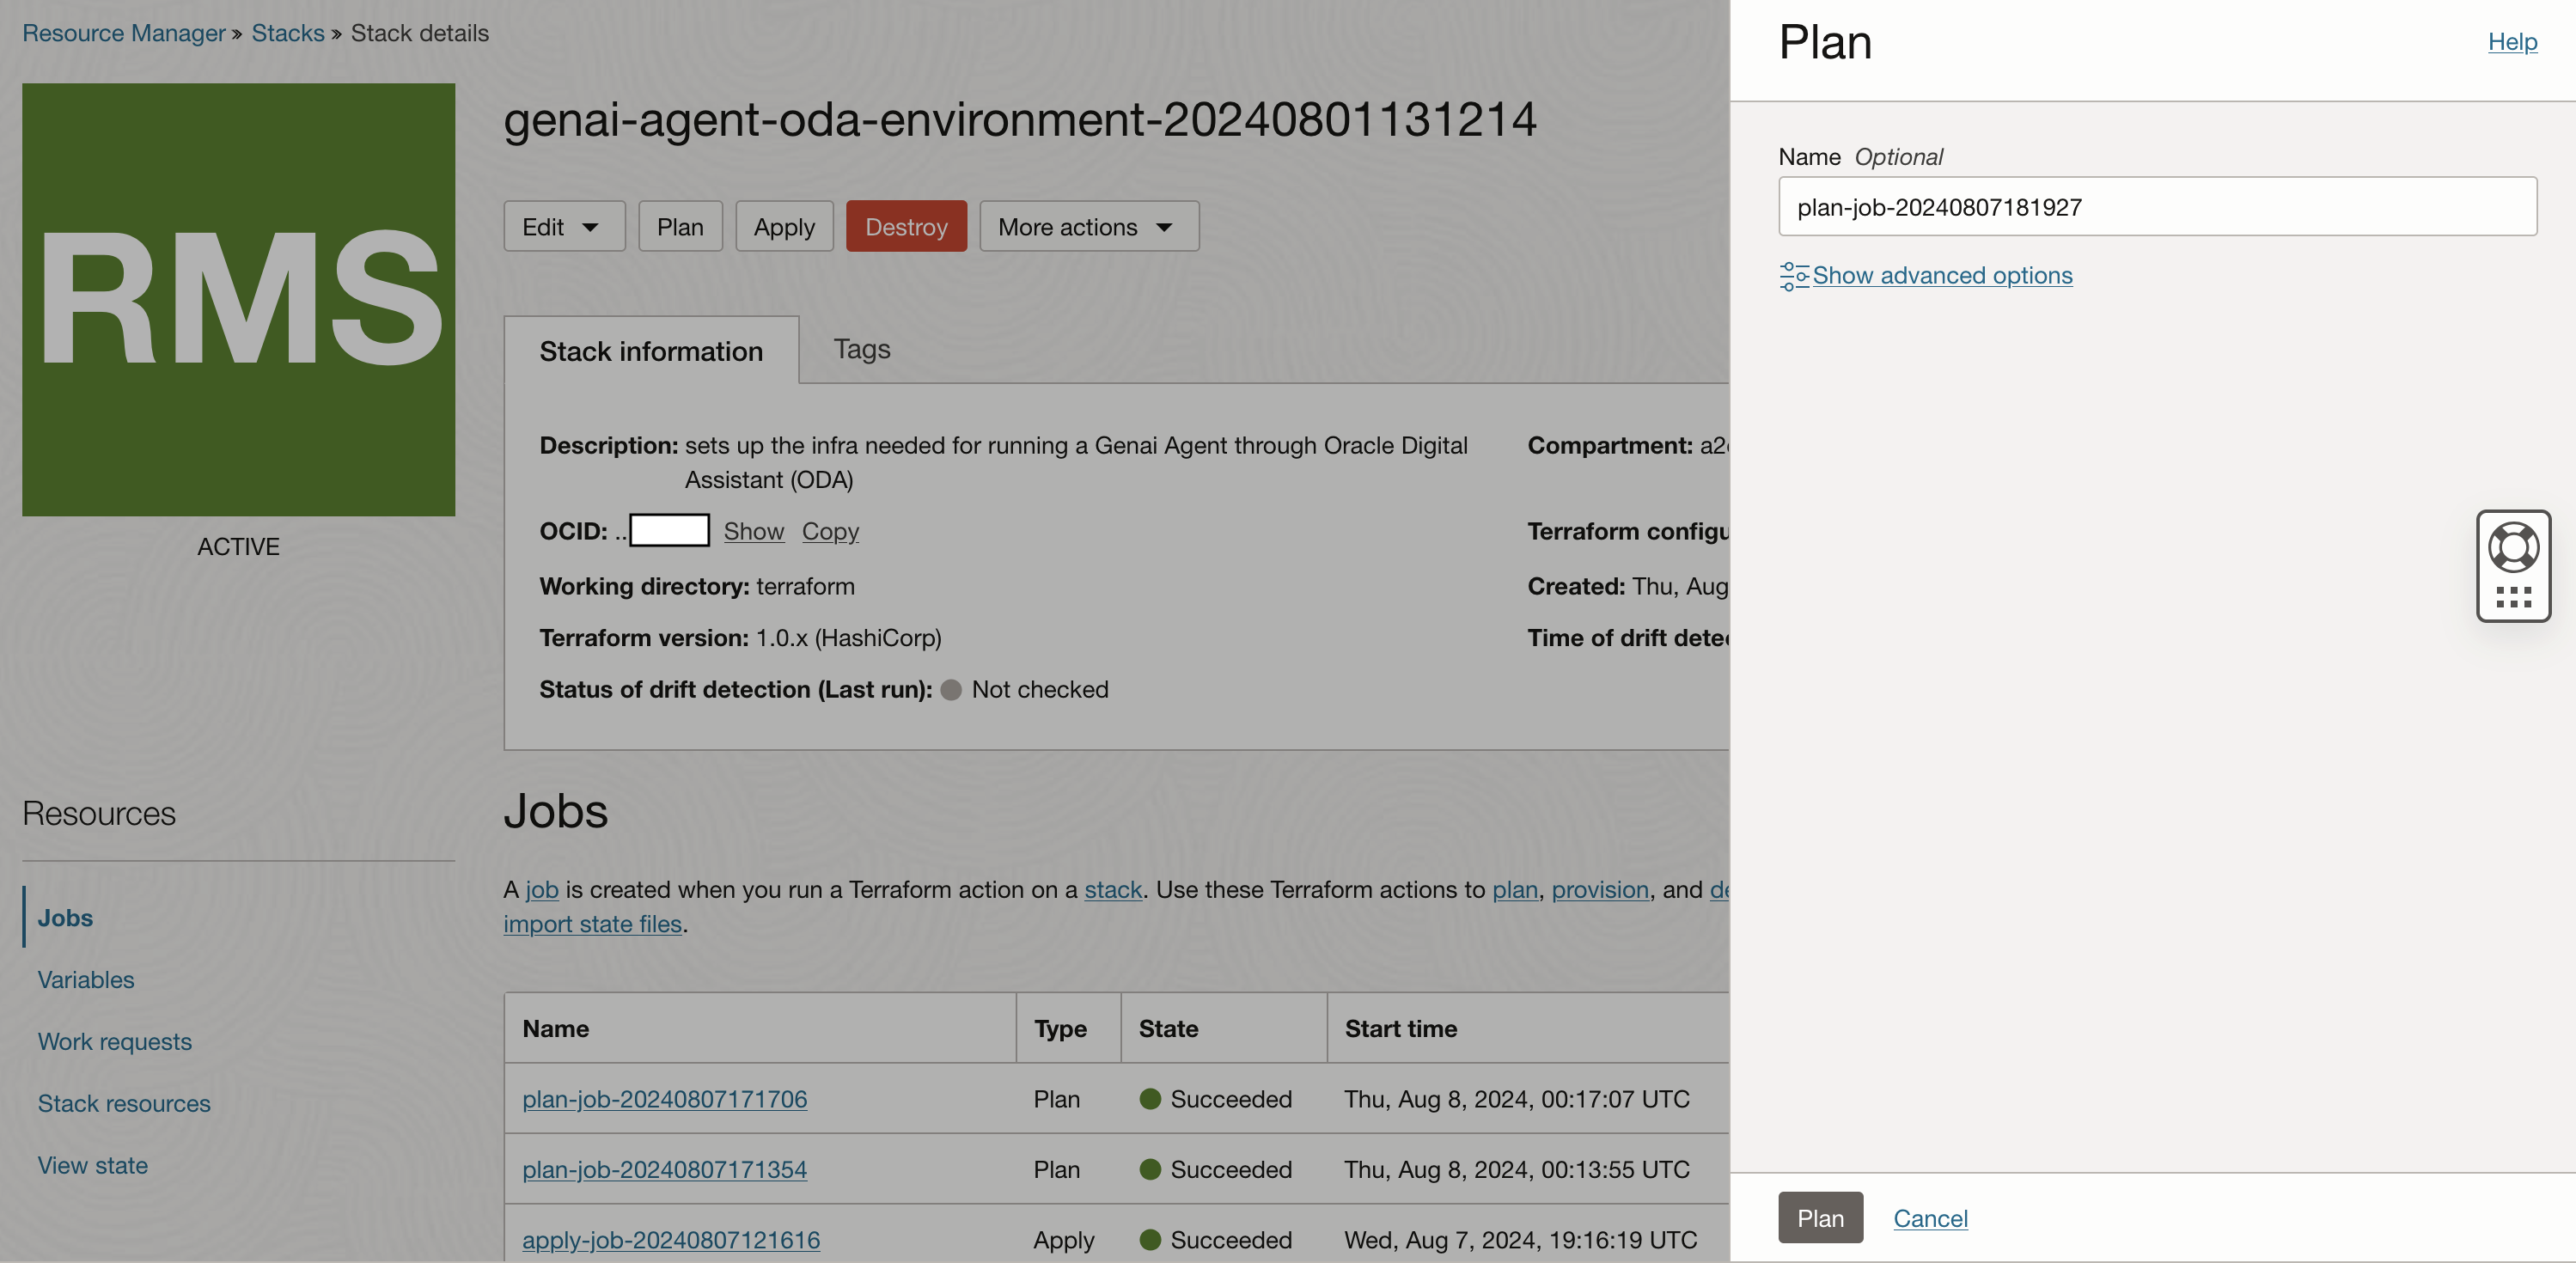 Resource Manager » Stacks » Stack details
RMS
ACTIVE
genai-agent-oda-environment-20240801131214
Edit Plan Apply Destroy More actions
Stack information Tags
Description: sets up the infra needed for running a Genai Agent through Oracle Digital
Assistant (ODA)
Compartment:
OCID: .. Show Copy
Terraform
Working directory: terraform
Created: Thu, Aug
Terraform version: 1.0.x (HashiCorp)
Time of drift
Status of drift detection (Last run): Not checked
Resources
Jobs
Variables
Work requests
Stack resources
View state
Jobs
A job is created when you run a Terraform action on a stack. Use these Terraform actions to plan, provision, and
import state files.
Name Type State Start time
plan-job-20240807171706 Plan Succeeded Thu, Aug 8, 2024, 00:17:07 UTC
plan-job-20240807171354 Plan Succeeded Thu, Aug 8, 2024, 00:13:55 UTC
apply-job-20240807121616 Apply Succeeded Wed, Aug 7, 2024, 19:16:19 UTC
Plan
Help
Name Optional
plan-job-20240807181927
Show advanced options
Plan Cancel